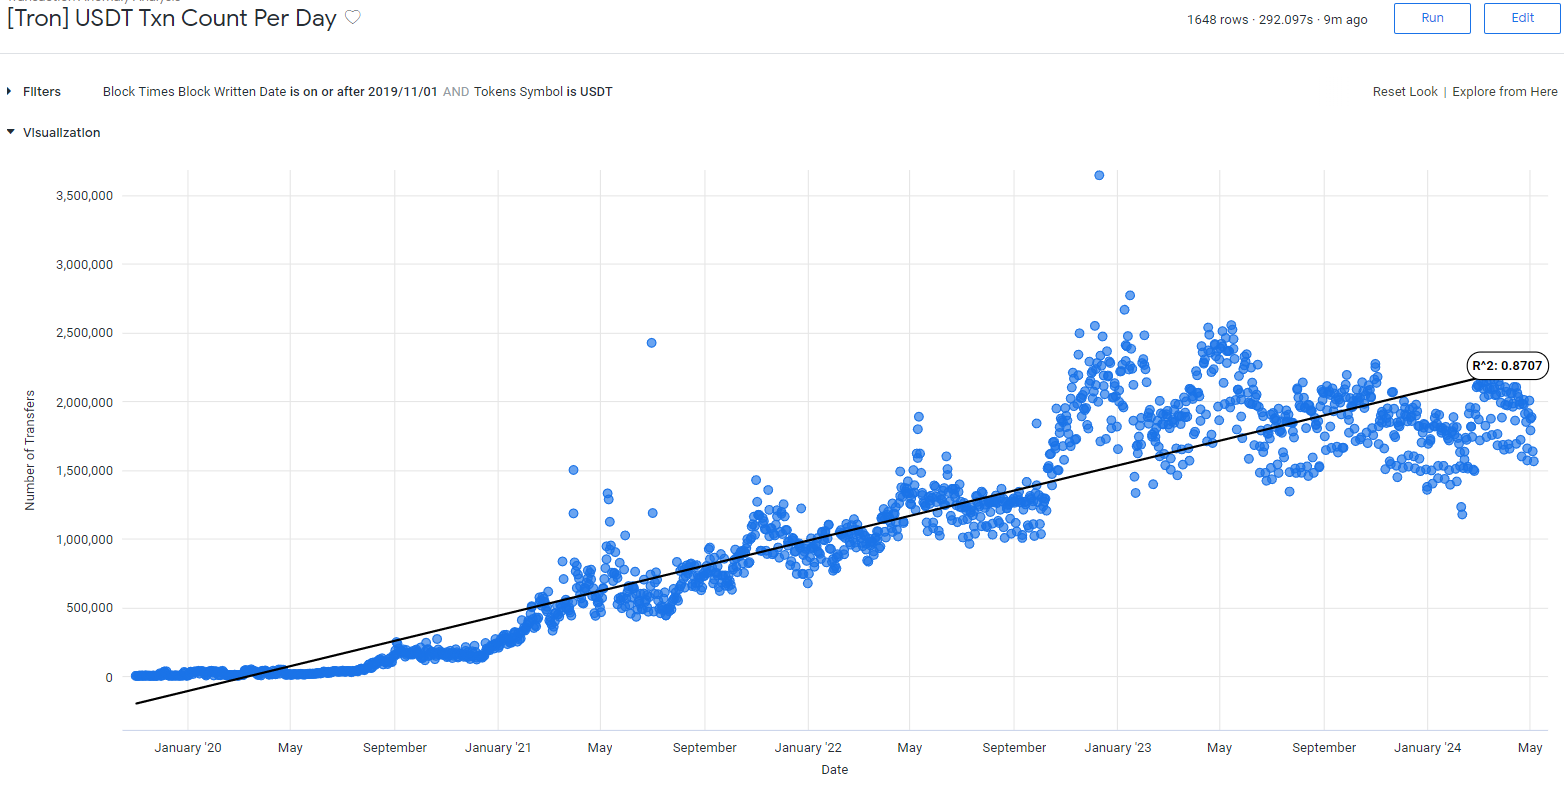 [Tron] USDT Txn Count Per Day
1648 rows · 292.097s · 9m ago
Run
Edit
Filters
Block Times Block Written Date is on or after 2019/11/01 AND Tokens Symbol is USDT
Reset Look | Explore from Here
Visualization
3,500,000
3,000,000
2,500,000
2,000,000
1,500,000
1,000,000
500,000
0
Number of Transfers
R^2: 0.8707
January '20
May
September
January '21
May
September
January '22
May
September
January '23
May
September
January '24
May
Date